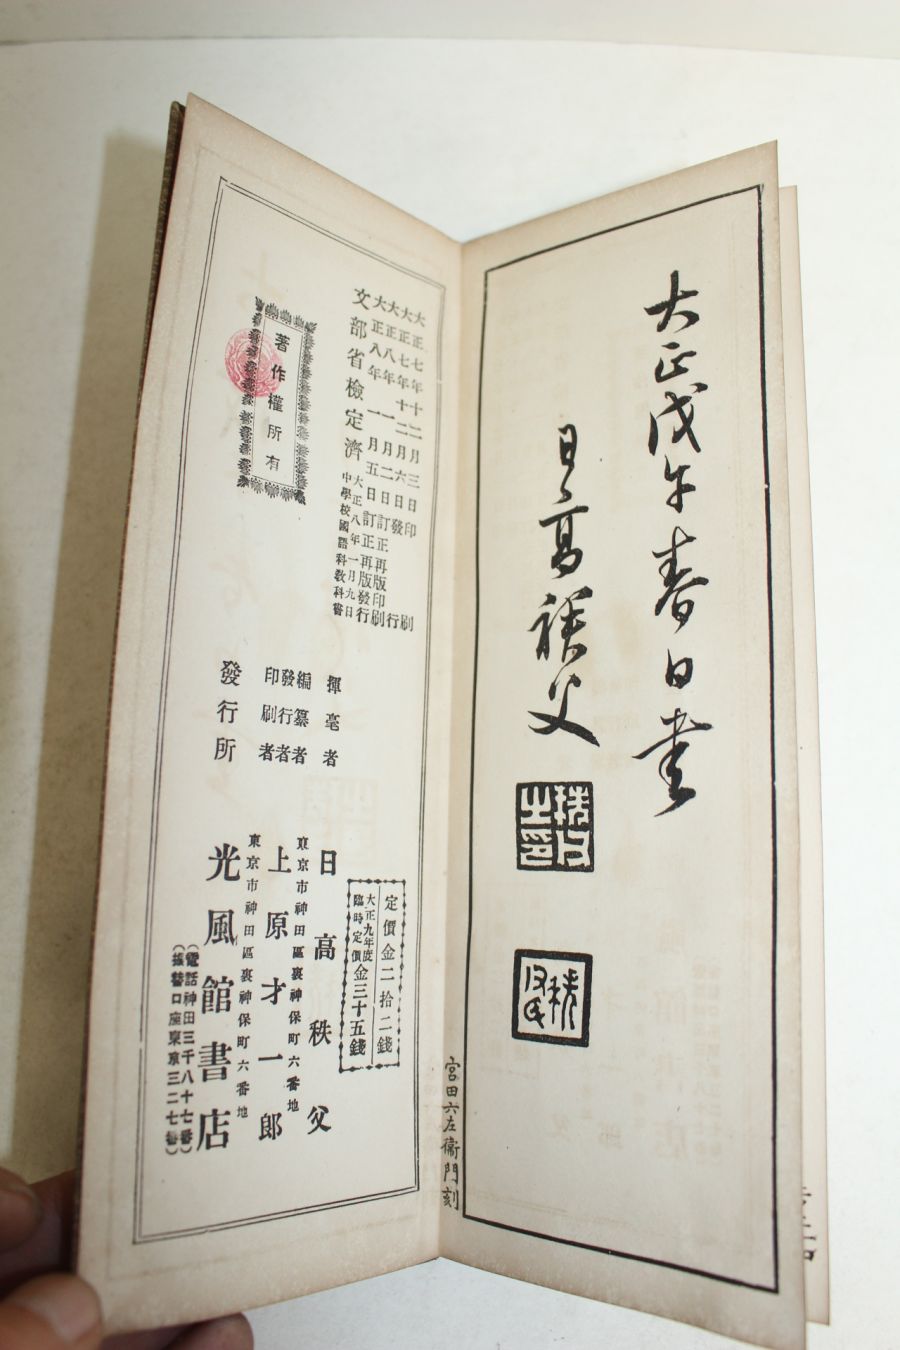 大正戊午春日書
日高秩父
秩父之印
宮田六左衞門刻
大正七年十二月三日印刷
大正七年十二月六日發行
大正八年一月二日訂正再版印刷
大正八年一月五日訂正再版發行
文部省檢定濟
大正八年一月九日
中學校國語科教科書
著作權所有
定價金二拾二錢
大正九年度
臨時定價
金三十五錢
揮毫者 日高秩父
編纂者
發行者
印刷者
東京市神田區裏神保町六番地
上原才一郎
東京市神田區裏神保町六番地
發行所 光風館書店
(電話神田三千八十七番)
(振替口座東京三二七番)